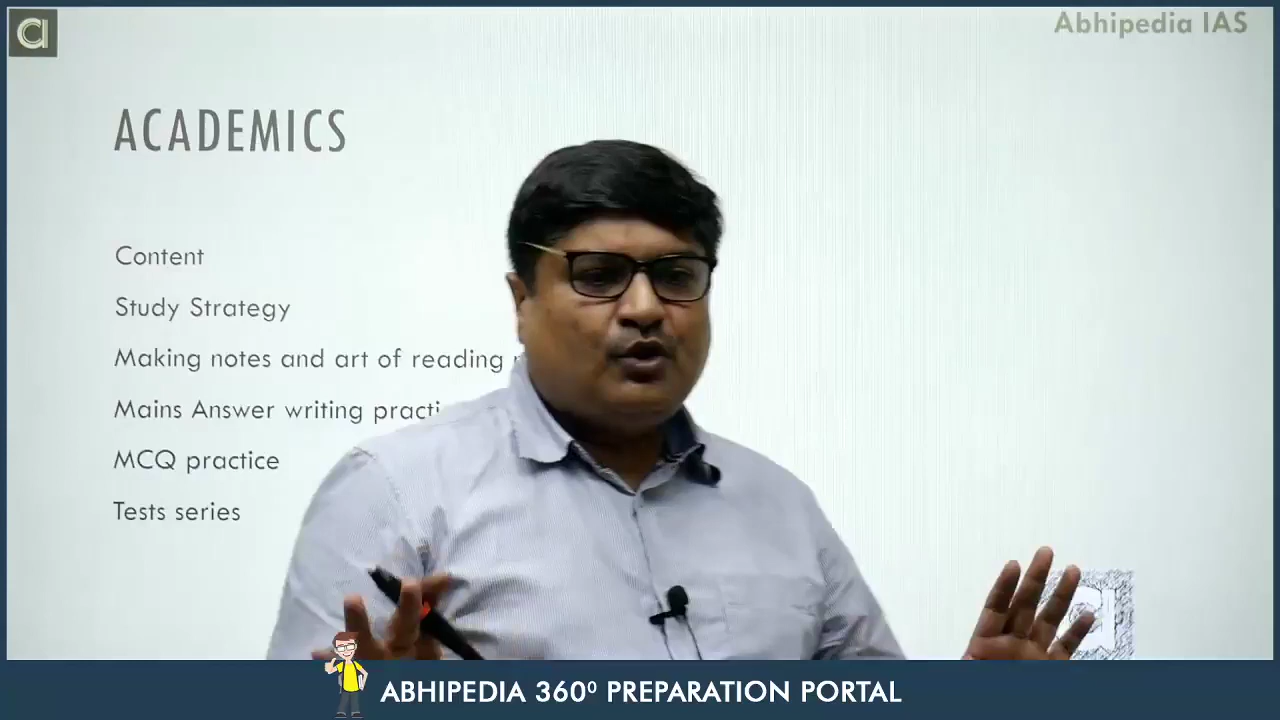 Abhipedia IAS
ACADEMICS
Content
Study Strategy
Making notes and art of reading
Mains Answer writing
MCQ practice
Tests series
ABHIPEDIA 360⁰ PREPARATION PORTAL